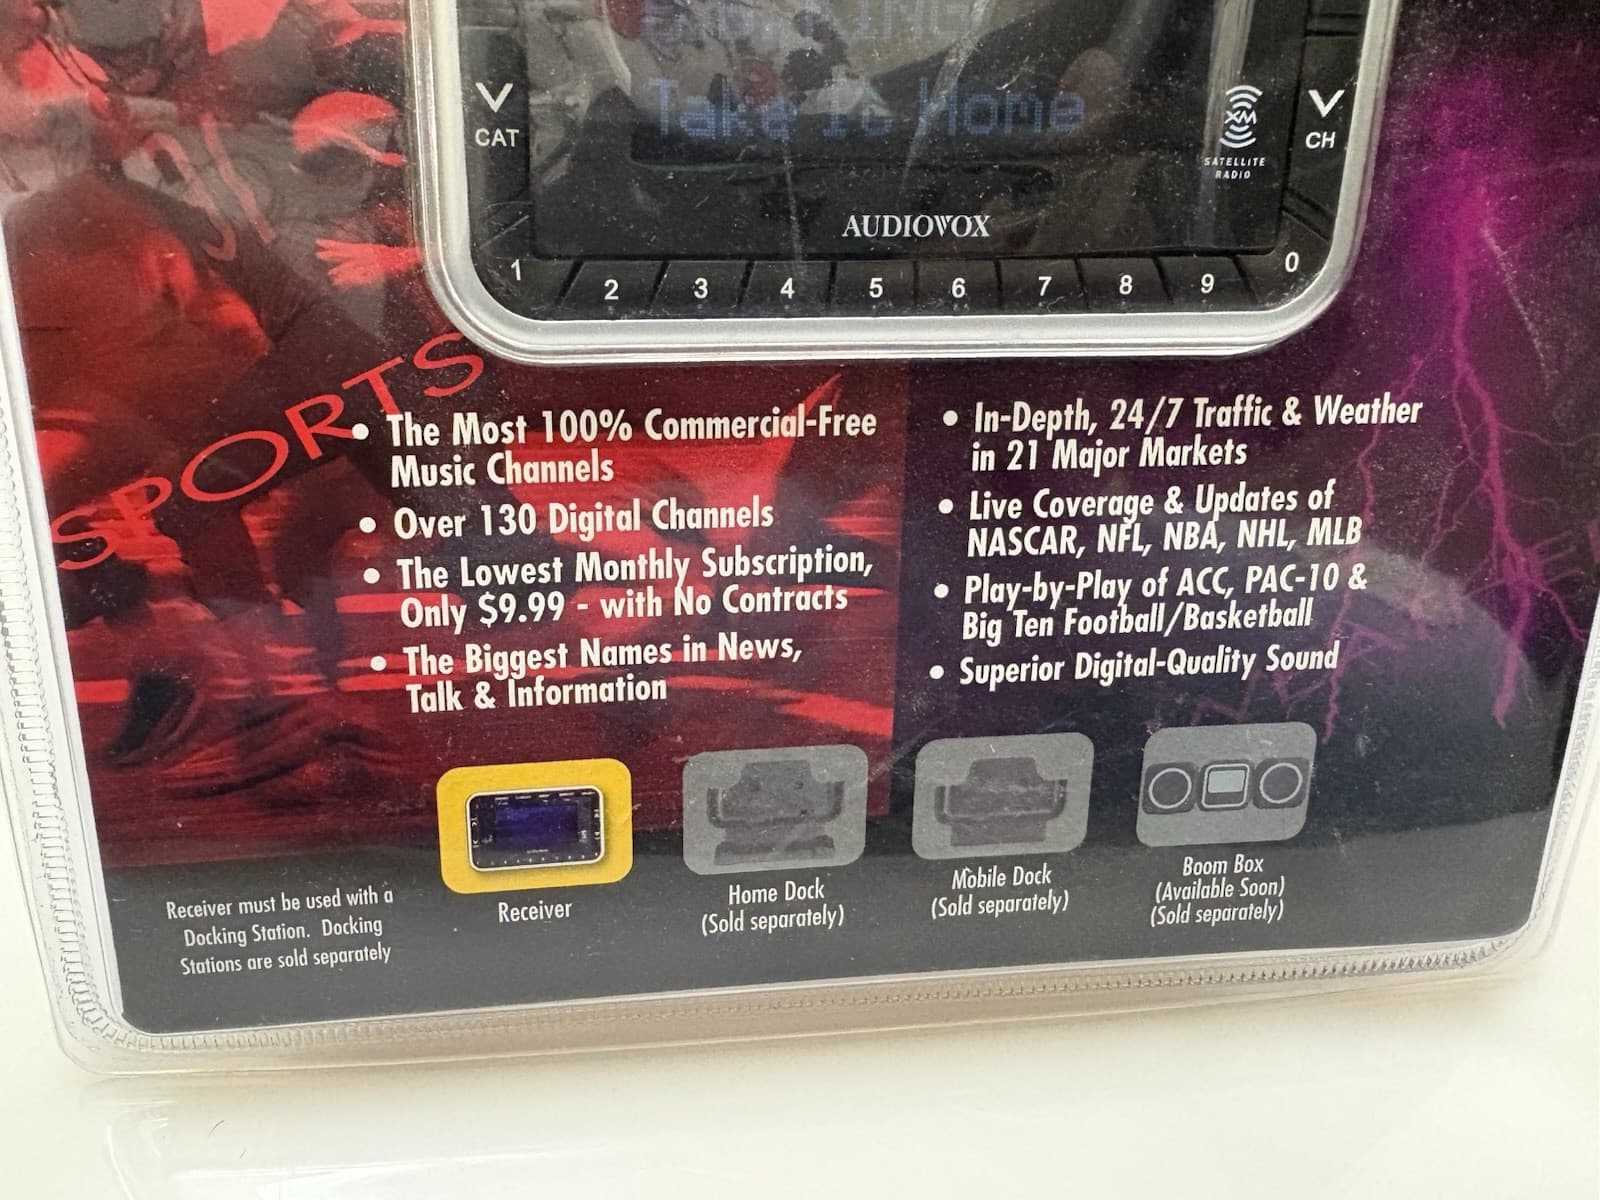 B.B. KING
Take It Home
CAT
XM
SATELLITE
RADIO
CH
AUDIOVOX
1 2 3 4 5 6 7 8 9 0
SPORTS
• The Most 100% Commercial-Free
Music Channels
• Over 130 Digital Channels
• The Lowest Monthly Subscription,
Only $9.99 - with No Contracts
• The Biggest Names in News,
Talk & Information
• In-Depth, 24/7 Traffic & Weather
in 21 Major Markets
• Live Coverage & Updates of
NASCAR, NFL, NBA, NHL, MLB
• Play-by-Play of ACC, PAC-10 &
Big Ten Football/Basketball
• Superior Digital-Quality Sound
Receiver must be used with a
Docking Station. Docking
Stations are sold separately
Receiver
Home Dock
(Sold separately)
Mobile Dock
(Sold separately)
Boom Box
(Available Soon)
(Sold separately)